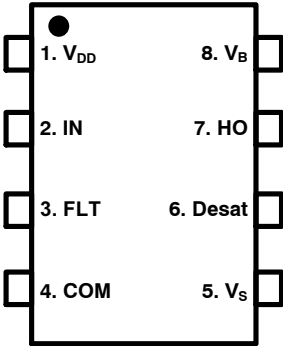 1. VDD 8. VB
2. IN 7. HO
3. FLT 6. Desat
4. COM 5. VS